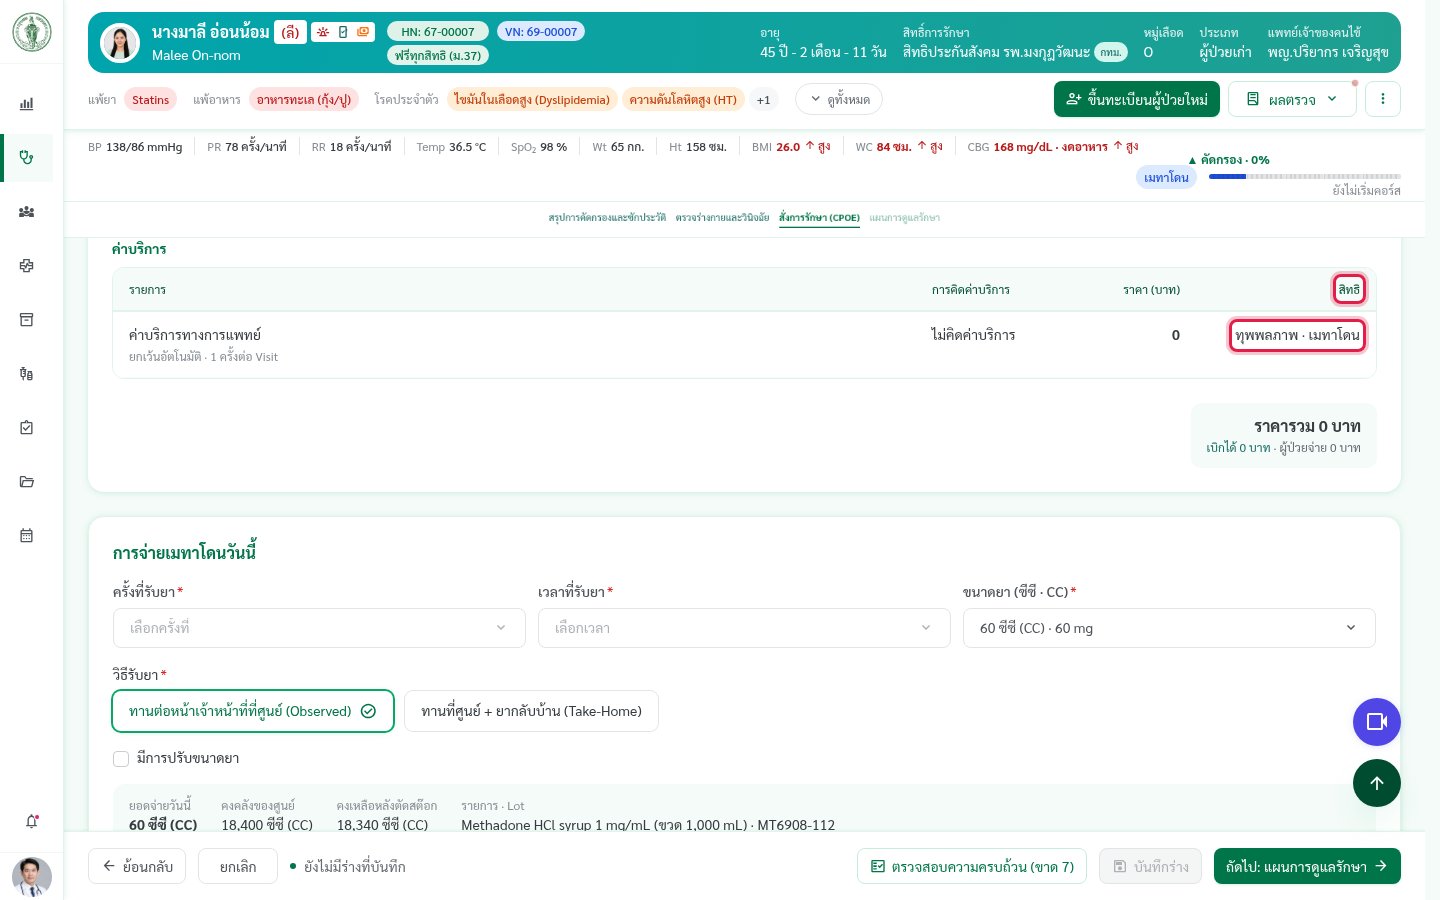 นางมาลี อ่อนน้อม (ลี)
Malee On-nom
HN: 67-00007
VN: 69-00007
ฟรีทุกสิทธิ (ม.37)
อายุ
45 ปี - 2 เดือน - 11 วัน
สิทธิ์การรักษา
สิทธิประกันสังคม รพ.มงกุฎวัฒนะ กทม.
หมู่เลือด
O
ประเภท
ผู้ป่วยเก่า
แพทย์เจ้าของคนไข้
พญ.ปริยากร เจริญสุข
แพ้ยา Statins แพ้อาหาร อาหารทะเล (กุ้ง/ปู) โรคประจำตัว ไขมันในเลือดสูง (Dyslipidemia) ความดันโลหิตสูง (HT) +1 ดูทั้งหมด
ขึ้นทะเบียนผู้ป่วยใหม่ ผลตรวจ
BP 138/86 mmHg PR 78 ครั้ง/นาที RR 18 ครั้ง/นาที Temp 36.5 °C SpO₂ 98 % Wt 65 กก. Ht 158 ซม. BMI 26.0 ↑ สูง WC 84 ซม. ↑ สูง CBG 168 mg/dL · งดอาหาร ↑ สูง
▲ คัดกรอง · 0%
เมทาโดน
ยังไม่เริ่มคอร์ส
สรุปการคัดกรองและซักประวัติ ตรวจร่างกายและวินิจฉัย สั่งการรักษา (CPOE) แผนการดูแลรักษา
ค่าบริการ
รายการ การคิดค่าบริการ ราคา (บาท) สิทธิ
ค่าบริการทางการแพทย์ ไม่คิดค่าบริการ 0 ทุพพลภาพ · เมทาโดน
ยกเว้นอัตโนมัติ · 1 ครั้งต่อ Visit
ราคารวม 0 บาท
เบิกได้ 0 บาท · ผู้ป่วยจ่าย 0 บาท
การจ่ายเมทาโดนวันนี้
ครั้งที่รับยา * เวลาที่รับยา * ขนาดยา (ซีซี · CC) *
เลือกครั้งที่ เลือกเวลา 60 ซีซี (CC) · 60 mg
วิธีรับยา *
ทานต่อหน้าเจ้าหน้าที่ที่ศูนย์ (Observed) ทานที่ศูนย์ + ยากลับบ้าน (Take-Home)
มีการปรับขนาดยา
ยอดจ่ายวันนี้ คงคลังของศูนย์ คงเหลือหลังตัดสต๊อก รายการ · Lot
60 ซีซี (CC) 18,400 ซีซี (CC) 18,340 ซีซี (CC) Methadone HCl syrup 1 mg/mL (ขวด 1,000 mL) · MT6908-112
← ย้อนกลับ ยกเลิก ยังไม่มีร่างที่บันทึก ตรวจสอบความครบถ้วน (ขาด 7) บันทึกร่าง ถัดไป: แผนการดูแลรักษา →